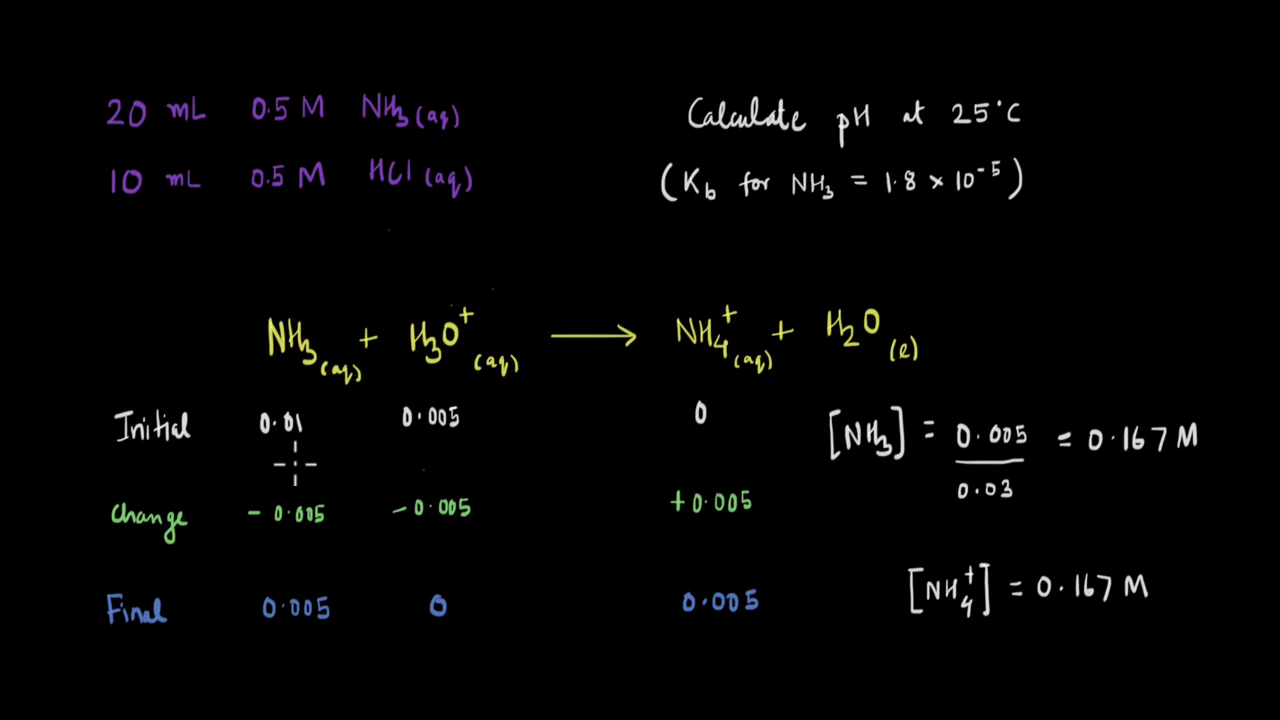 20 mL 0.5 M NH₃(aq)
10 mL 0.5 M HCl(aq)
Calculate pH at 25°C
(K_b for NH₃ = 1.8 × 10⁻⁵)
NH₃(aq) + H₃O⁺(aq) ⟶ NH₄⁺(aq) + H₂O(l)
Initial 0.01 0.005 0
Change - 0.005 - 0.005 + 0.005
Final 0.005 0 0.005
[NH₃] = 0.005 / 0.03 = 0.167 M
[NH₄⁺] = 0.167 M